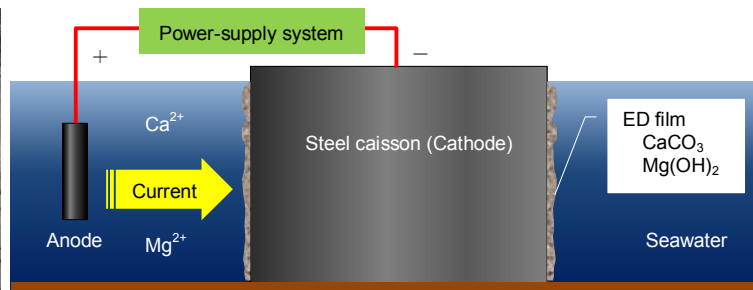 Power-supply system
+
−
Ca²⁺
Steel caisson (Cathode)
ED film
CaCO₃
Mg(OH)₂
Current
Anode
Mg²⁺
Seawater